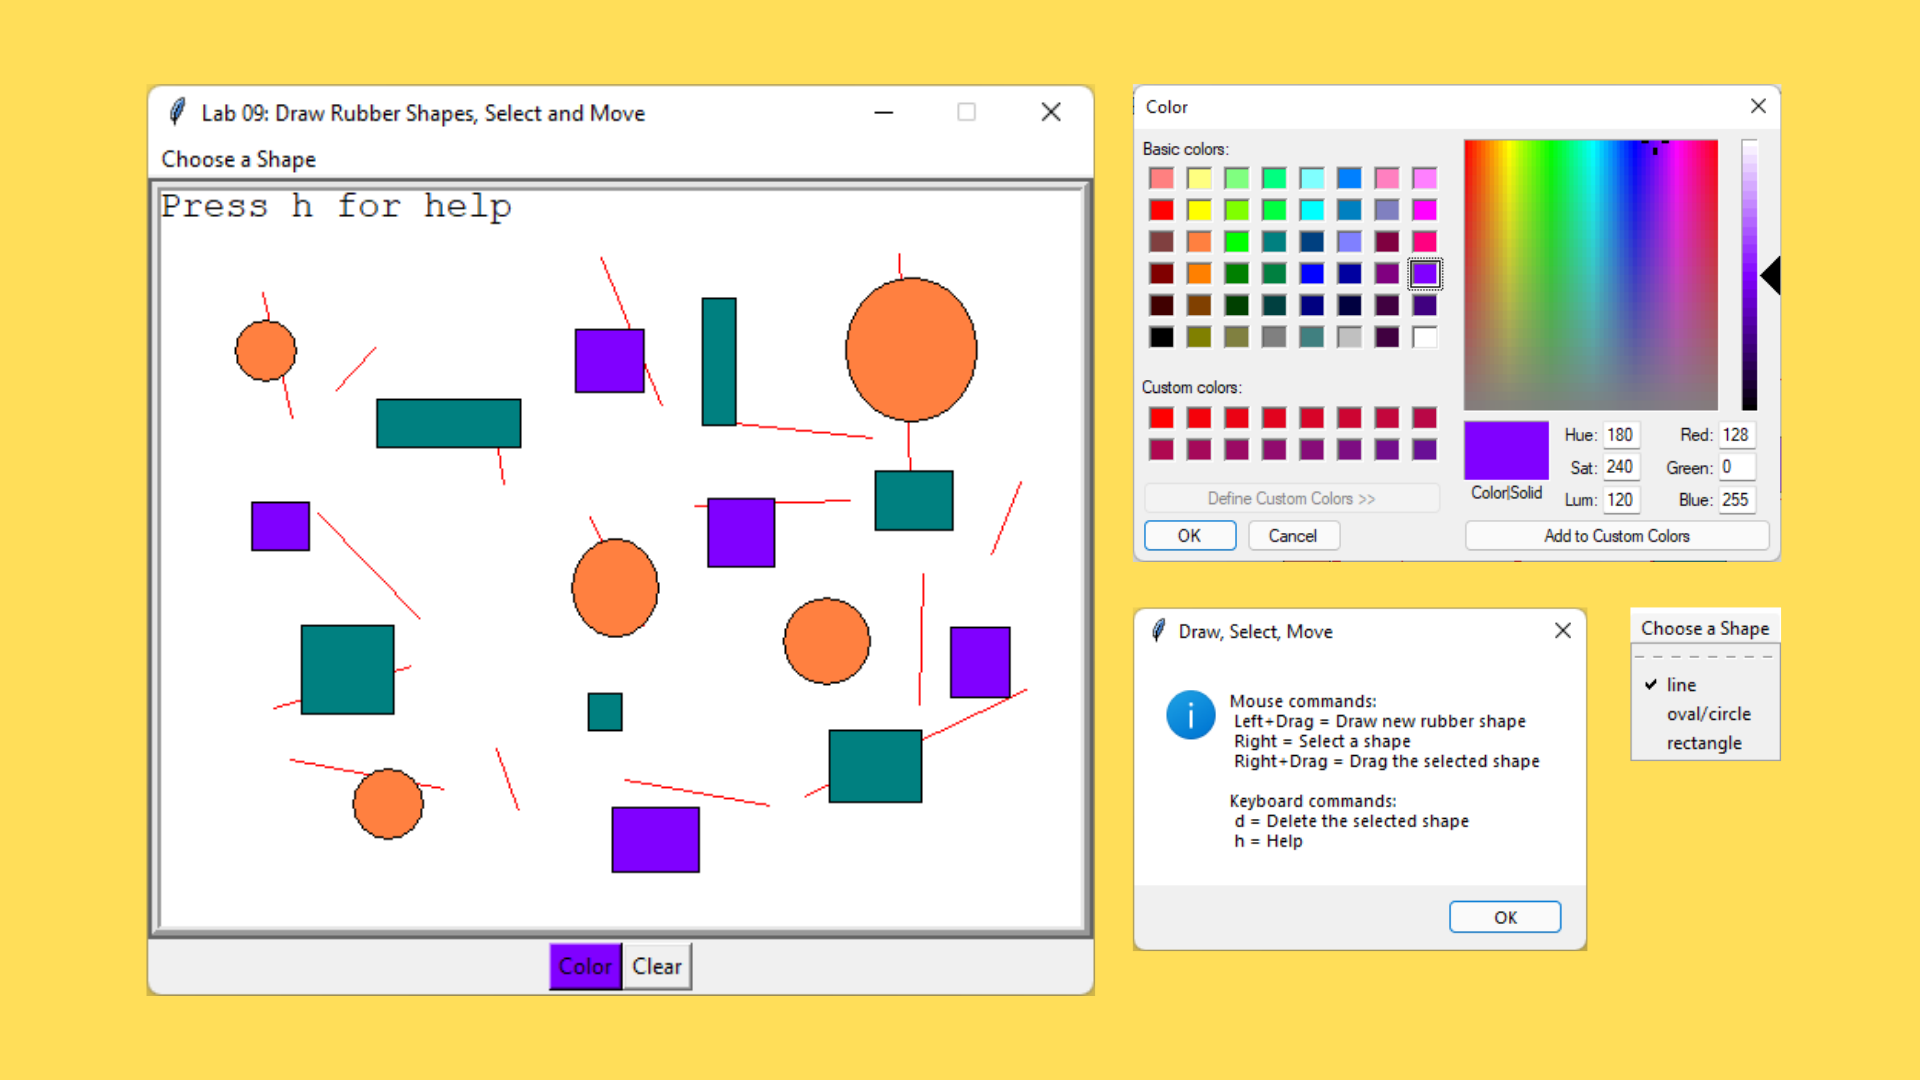 Lab 09: Draw Rubber Shapes, Select and Move
Choose a Shape
Press h for help
Color
Clear
Color
Basic colors:
Custom colors:
Define Custom Colors >>
OK
Cancel
Color|Solid
Hue: 180
Red: 128
Sat: 240
Green: 0
Lum: 120
Blue: 255
Add to Custom Colors
Draw, Select, Move
Mouse commands:
Left+Drag = Draw new rubber shape
Right = Select a shape
Right+Drag = Drag the selected shape
Keyboard commands:
d = Delete the selected shape
h = Help
OK
Choose a Shape
line
oval/circle
rectangle